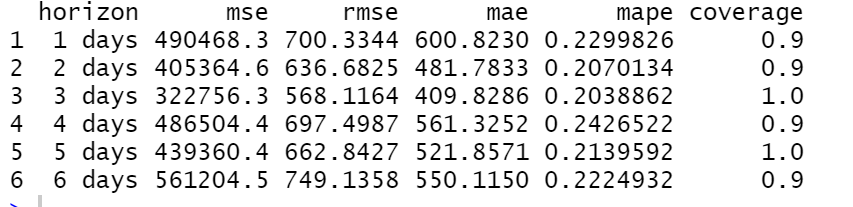 horizon mse rmse mae mape coverage
1 1 days 490468.3 700.3344 600.8230 0.2299826 0.9
2 2 days 405364.6 636.6825 481.7833 0.2070134 0.9
3 3 days 322756.3 568.1164 409.8286 0.2038862 1.0
4 4 days 486504.4 697.4987 561.3252 0.2426522 0.9
5 5 days 439360.4 662.8427 521.8571 0.2139592 1.0
6 6 days 561204.5 749.1358 550.1150 0.2224932 0.9